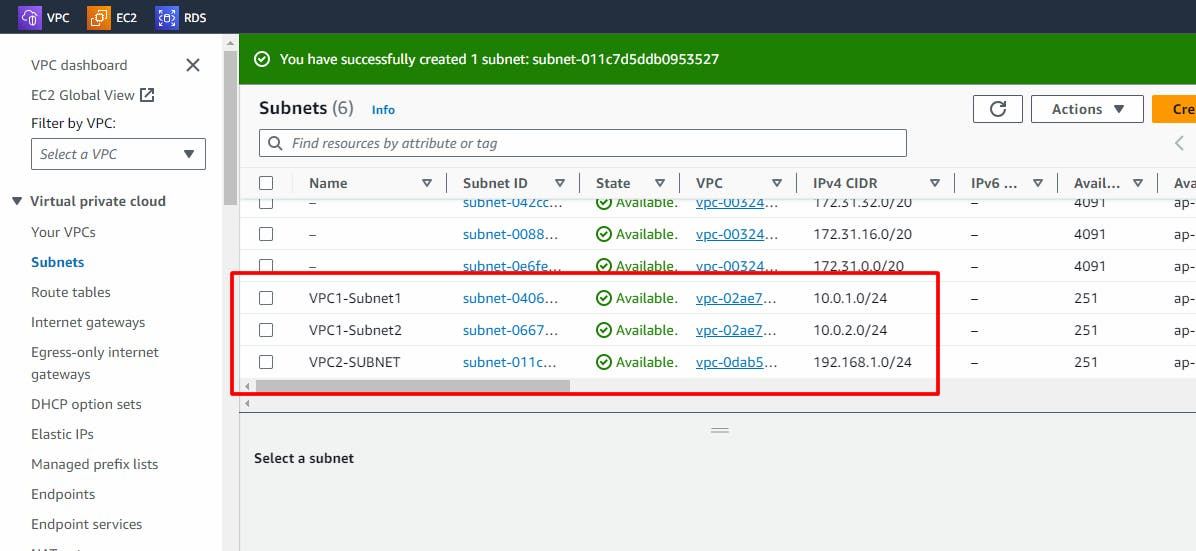 VPC EC2 RDS
You have successfully created 1 subnet: subnet-011c7d5ddb0953527
VPC dashboard
EC2 Global View
Filter by VPC:
Select a VPC
Virtual private cloud
Your VPCs
Subnets
Route tables
Internet gateways
Egress-only internet
gateways
DHCP option sets
Elastic IPs
Managed prefix lists
Endpoints
Endpoint services
Subnets (6) Info
Actions
Cre
Find resources by attribute or tag
Name Subnet ID State VPC IPv4 CIDR IPv6 ... Avail... Ava
– subnet-042cc... Available. vpc-00324... 172.31.32.0/20 – 4091 ap-
– subnet-0088... Available. vpc-00324... 172.31.16.0/20 – 4091 ap-
– subnet-0e6fe... Available. vpc-00324... 172.31.0.0/20 – 4091 ap-
VPC1-Subnet1 subnet-0406... Available. vpc-02ae7... 10.0.1.0/24 – 251 ap-
VPC1-Subnet2 subnet-0667... Available. vpc-02ae7... 10.0.2.0/24 – 251 ap-
VPC2-SUBNET subnet-011c... Available. vpc-0dab5... 192.168.1.0/24 – 251 ap-
Select a subnet